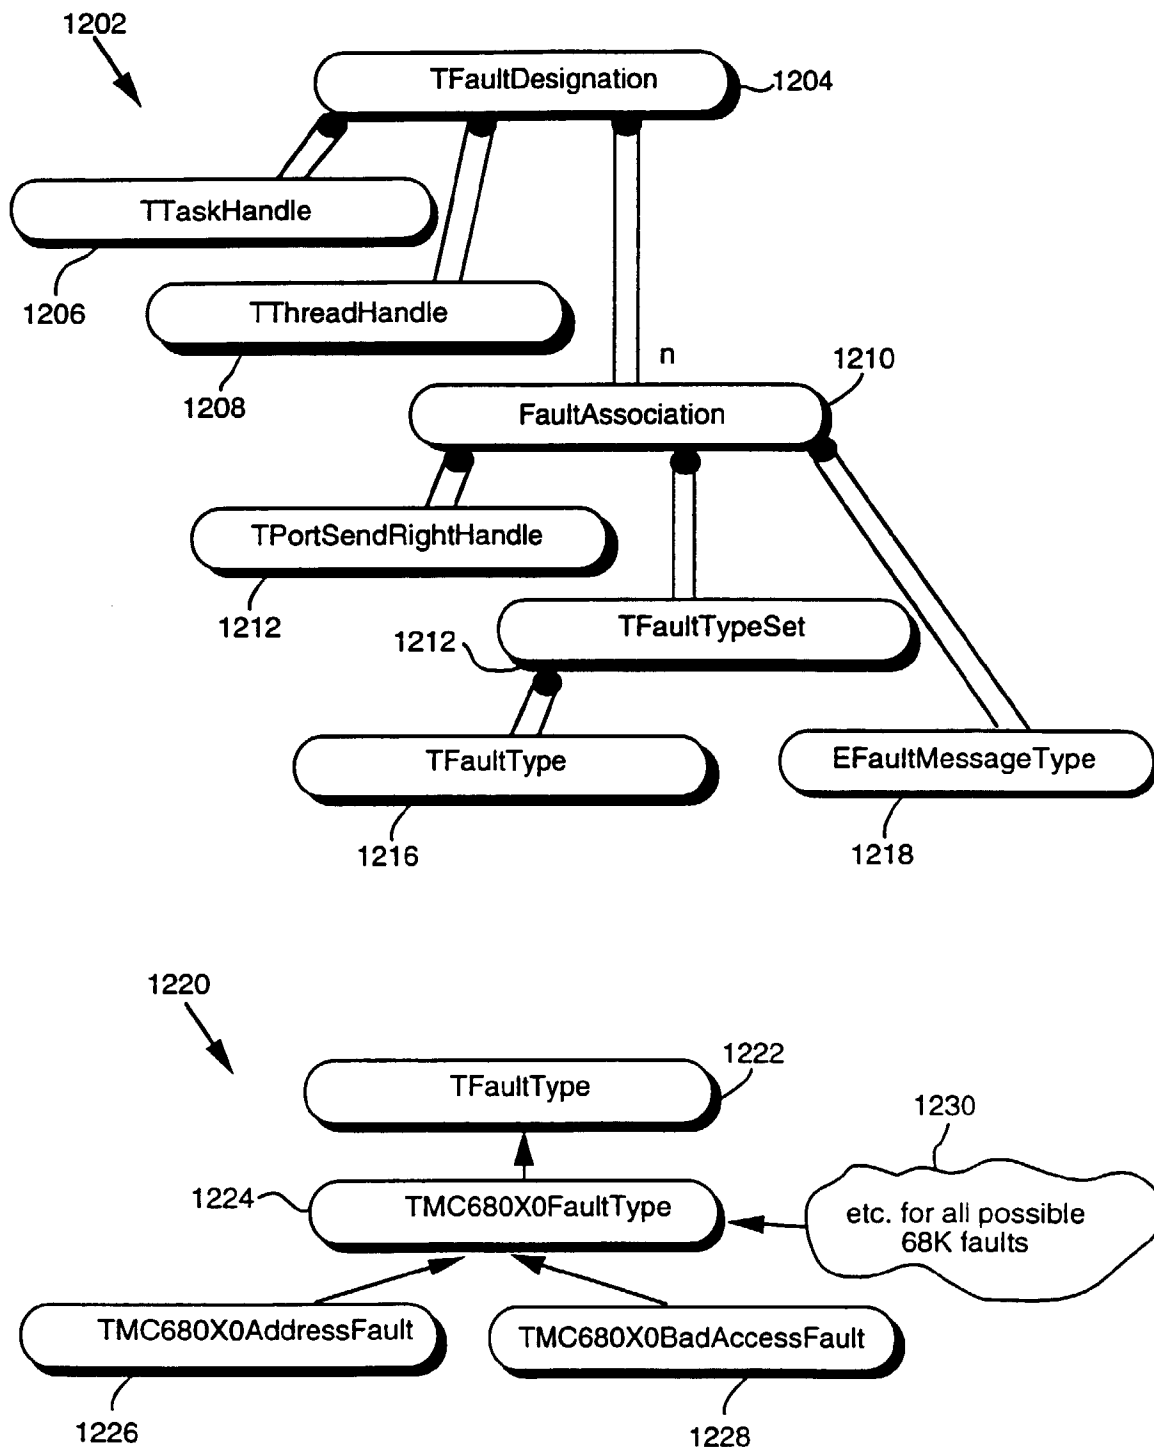 1202
TFaultDesignation
1204
TTaskHandle
1206
TThreadHandle
1208
n
1210
FaultAssociation
TPortSendRightHandle
1212
TFaultTypeSet
1212
TFaultType
1216
EFaultMessageType
1218
1220
TFaultType
1222
1230
1224
TMC680X0FaultType
etc. for all possible
68K faults
TMC680X0AddressFault
1226
TMC680X0BadAccessFault
1228